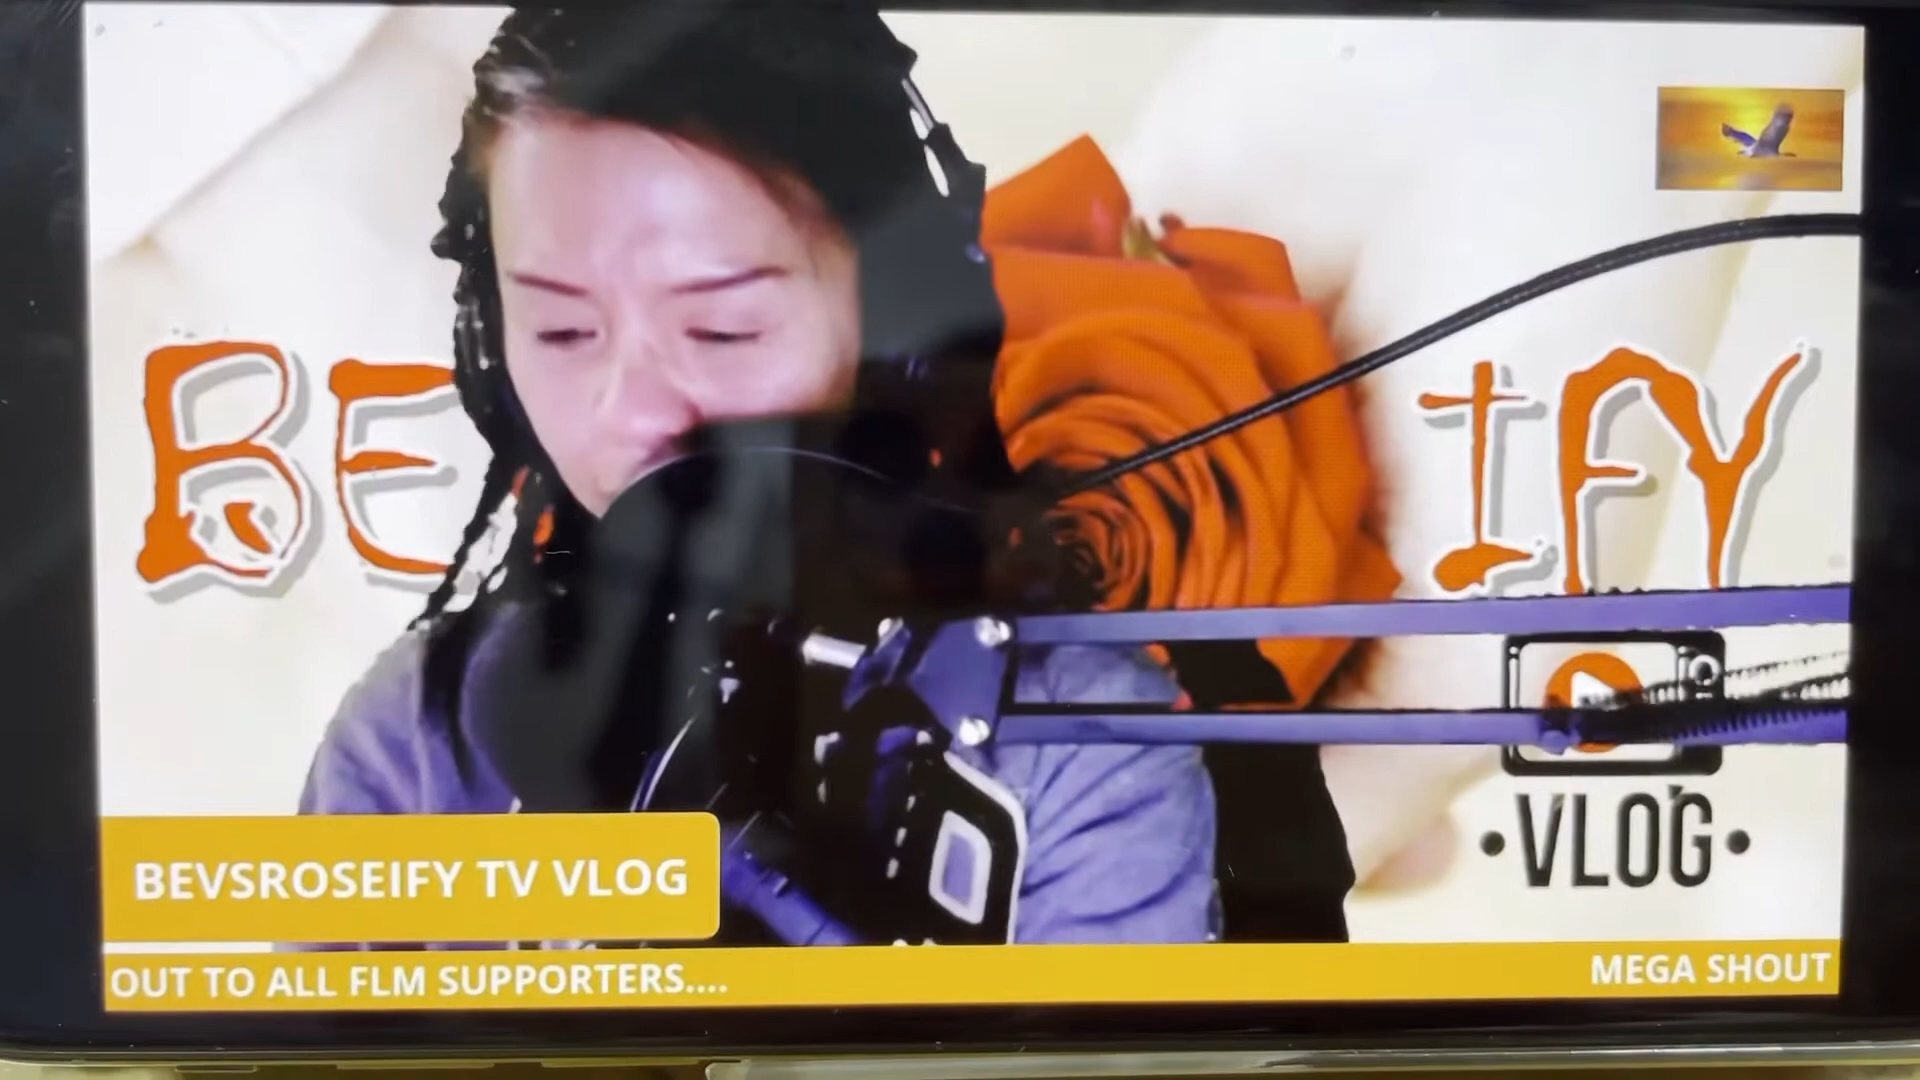 BE IFY
VLOG
BEVSROSEIFY TV VLOG
OUT TO ALL FLM SUPPORTERS.... MEGA SHOUT